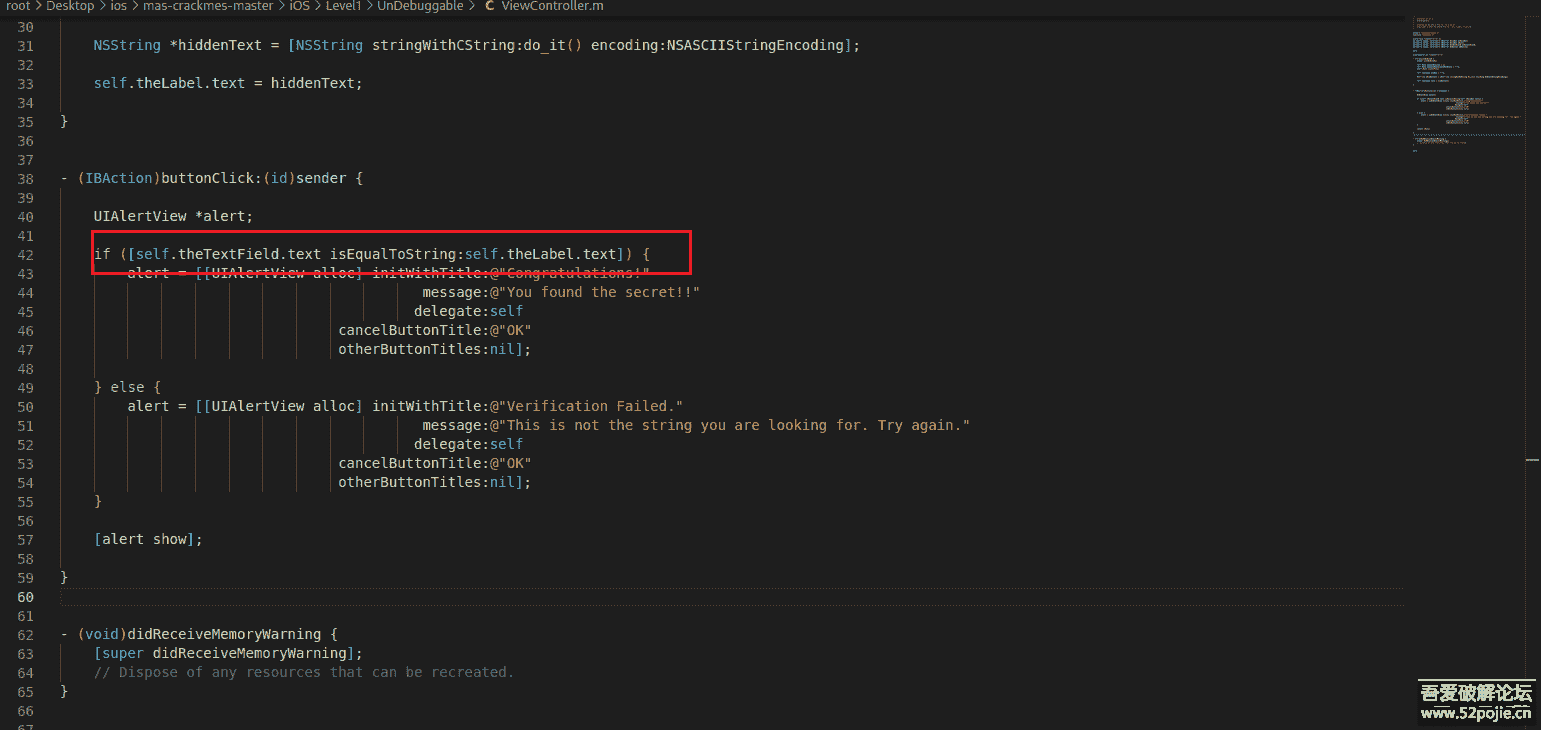 root > Desktop > ios > mas-crackmes-master > iOS > Level1 > UnDebuggable > C ViewController.m
30
31 NSString *hiddenText = [NSString stringWithCString:do_it() encoding:NSASCIIStringEncoding];
32
33 self.theLabel.text = hiddenText;
34
35 }
36
37
38 - (IBAction)buttonClick:(id)sender {
39
40 UIAlertView *alert;
41
42 if ([self.theTextField.text isEqualToString:self.theLabel.text]) {
43 alert = [[UIAlertView alloc] initWithTitle:@"Congratulations!"
44 message:@"You found the secret!!"
45 delegate:self
46 cancelButtonTitle:@"OK"
47 otherButtonTitles:nil];
48
49 } else {
50 alert = [[UIAlertView alloc] initWithTitle:@"Verification Failed."
51 message:@"This is not the string you are looking for. Try again."
52 delegate:self
53 cancelButtonTitle:@"OK"
54 otherButtonTitles:nil];
55 }
56
57 [alert show];
58
59 }
60
61
62 - (void)didReceiveMemoryWarning {
63 [super didReceiveMemoryWarning];
64 // Dispose of any resources that can be recreated.
65 }
66
67
吾爱破解论坛
www.52pojie.cn